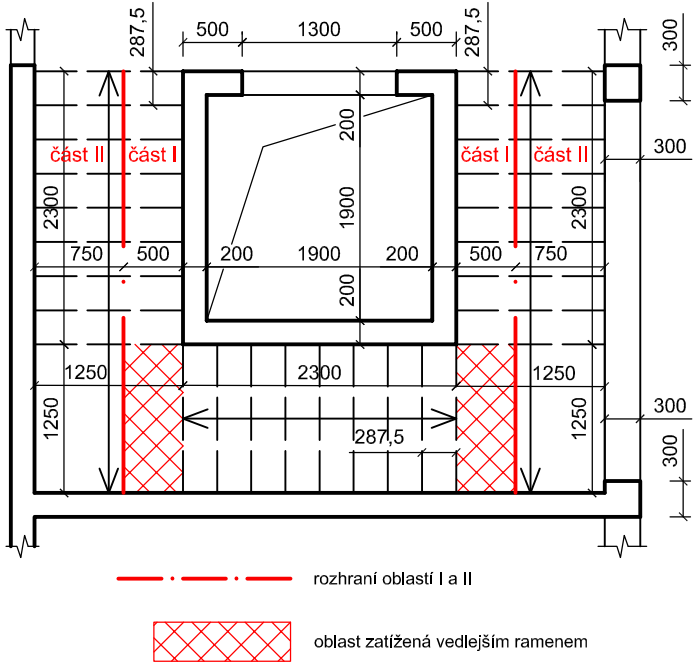 500 1300 500
287,5 287,5 300
část II část I 200 část I část II
300
2300 1900 2300
750 500 200 1900 200 500 750
200
1250 2300 1250
1250 1250 300
287,5
300
rozhraní oblastí I a II
oblast zatížená vedlejším ramenem